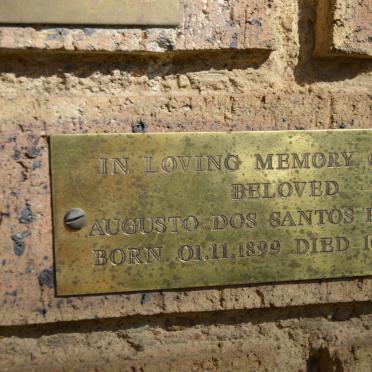 IN LOVING MEMORY
BELOVED
AUGUSTO DOS SANTOS
BORN 01.11.1899 DIED